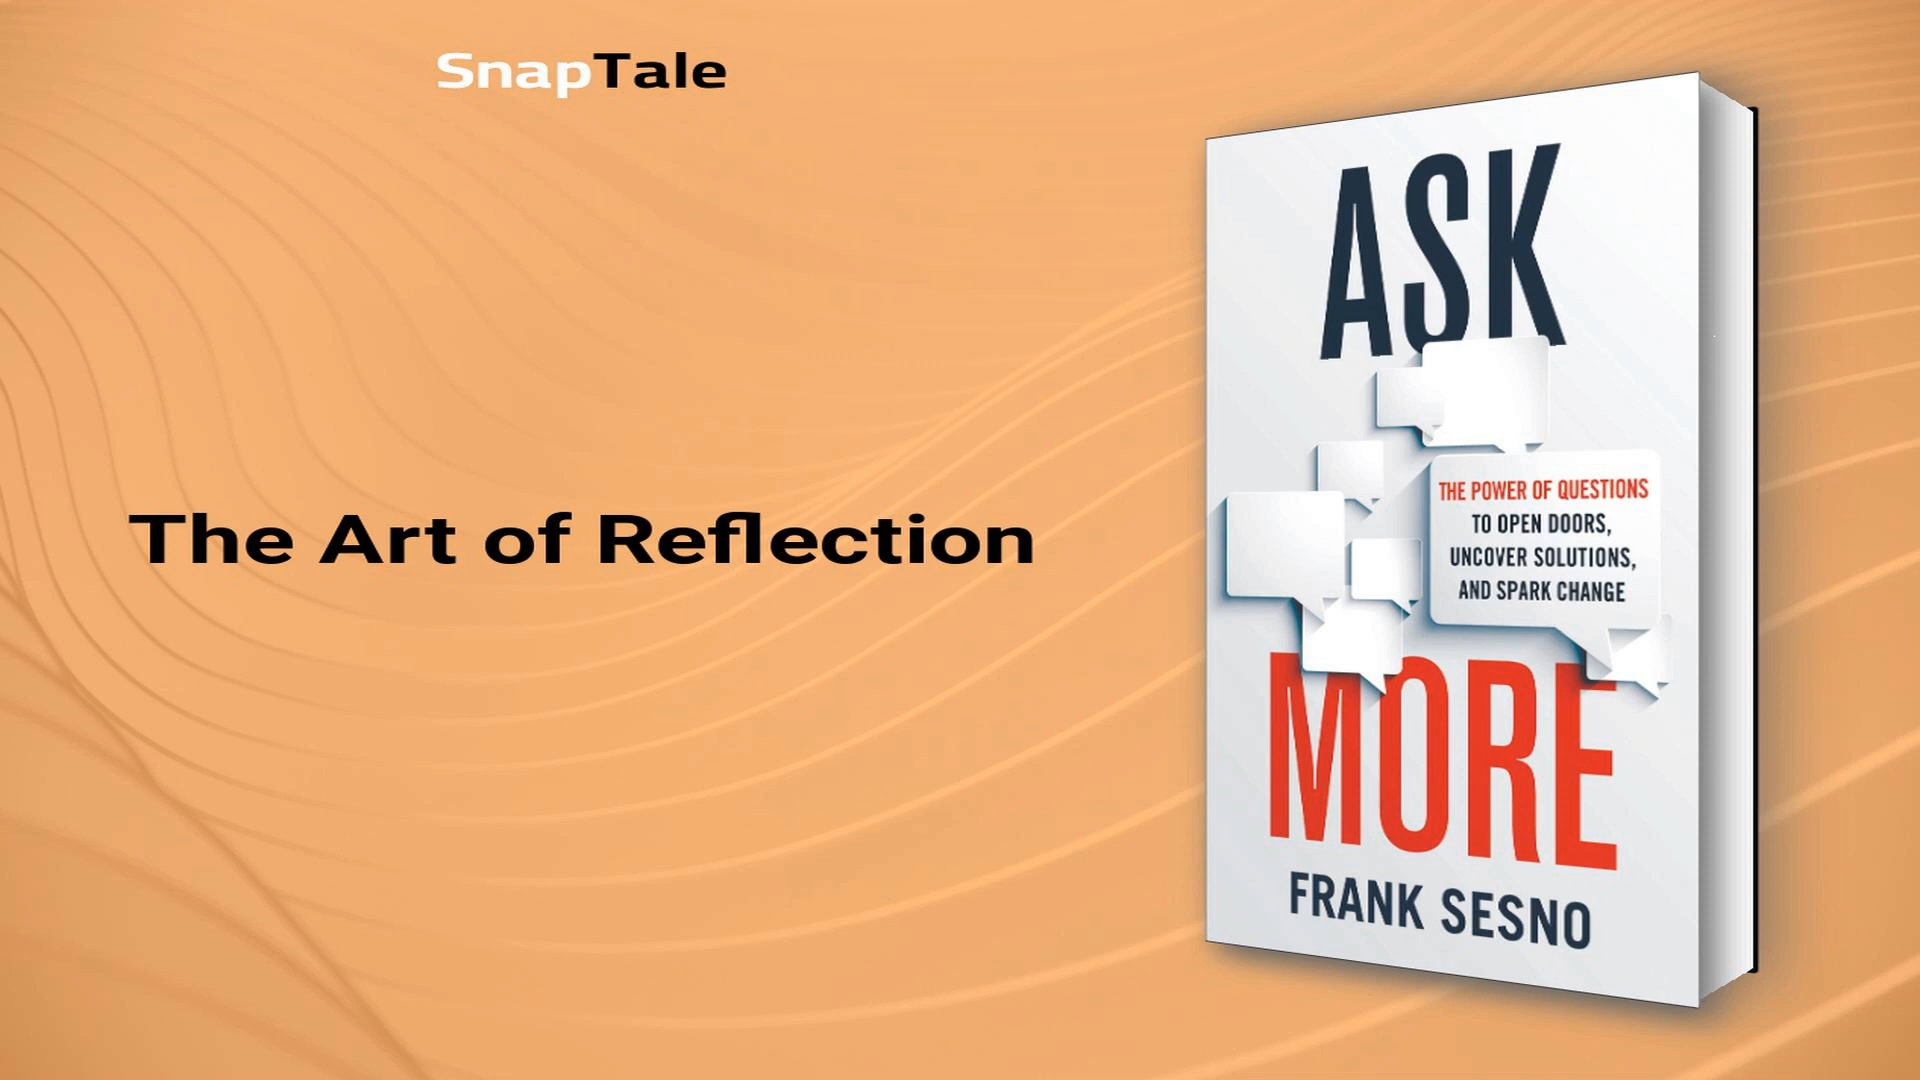 SnapTale
The Art of Reflection
ASK
THE POWER OF QUESTIONS
TO OPEN DOORS,
UNCOVER SOLUTIONS,
AND SPARK CHANGE
MORE
FRANK SESNO